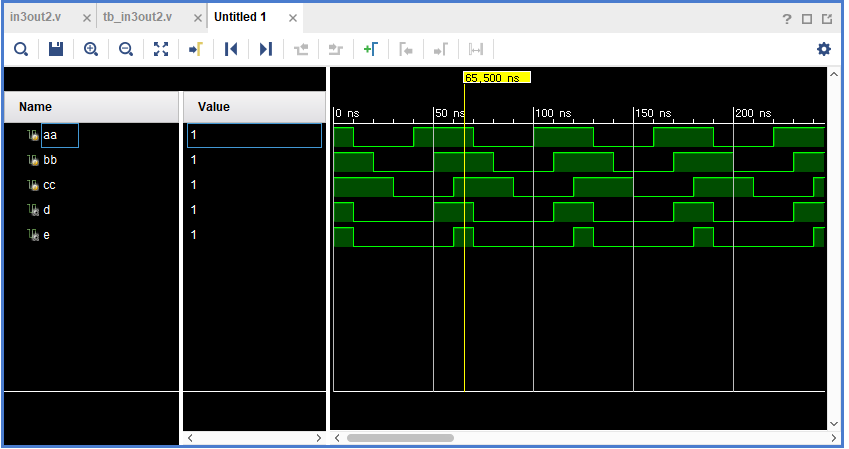 in3out2.v × tb_in3out2.v × Untitled 1 ×
?
65,500 ns
Name Value
0 ns 50 ns 100 ns 150 ns 200 ns
aa 1
bb 1
cc 1
d 1
e 1